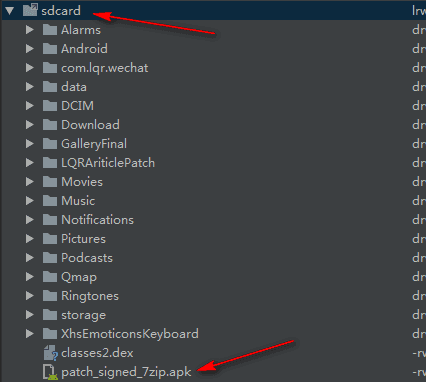 sdcard lrw
Alarms dr
Android dr
com.lqr.wechat dr
data dr
DCIM dr
Download dr
GalleryFinal dr
LQRAriticlePatch dr
Movies dr
Music dr
Notifications dr
Pictures dr
Podcasts dr
Qmap dr
Ringtones dr
storage dr
XhsEmoticonsKeyboard dr
classes2.dex -rw
patch_signed_7zip.apk -rw